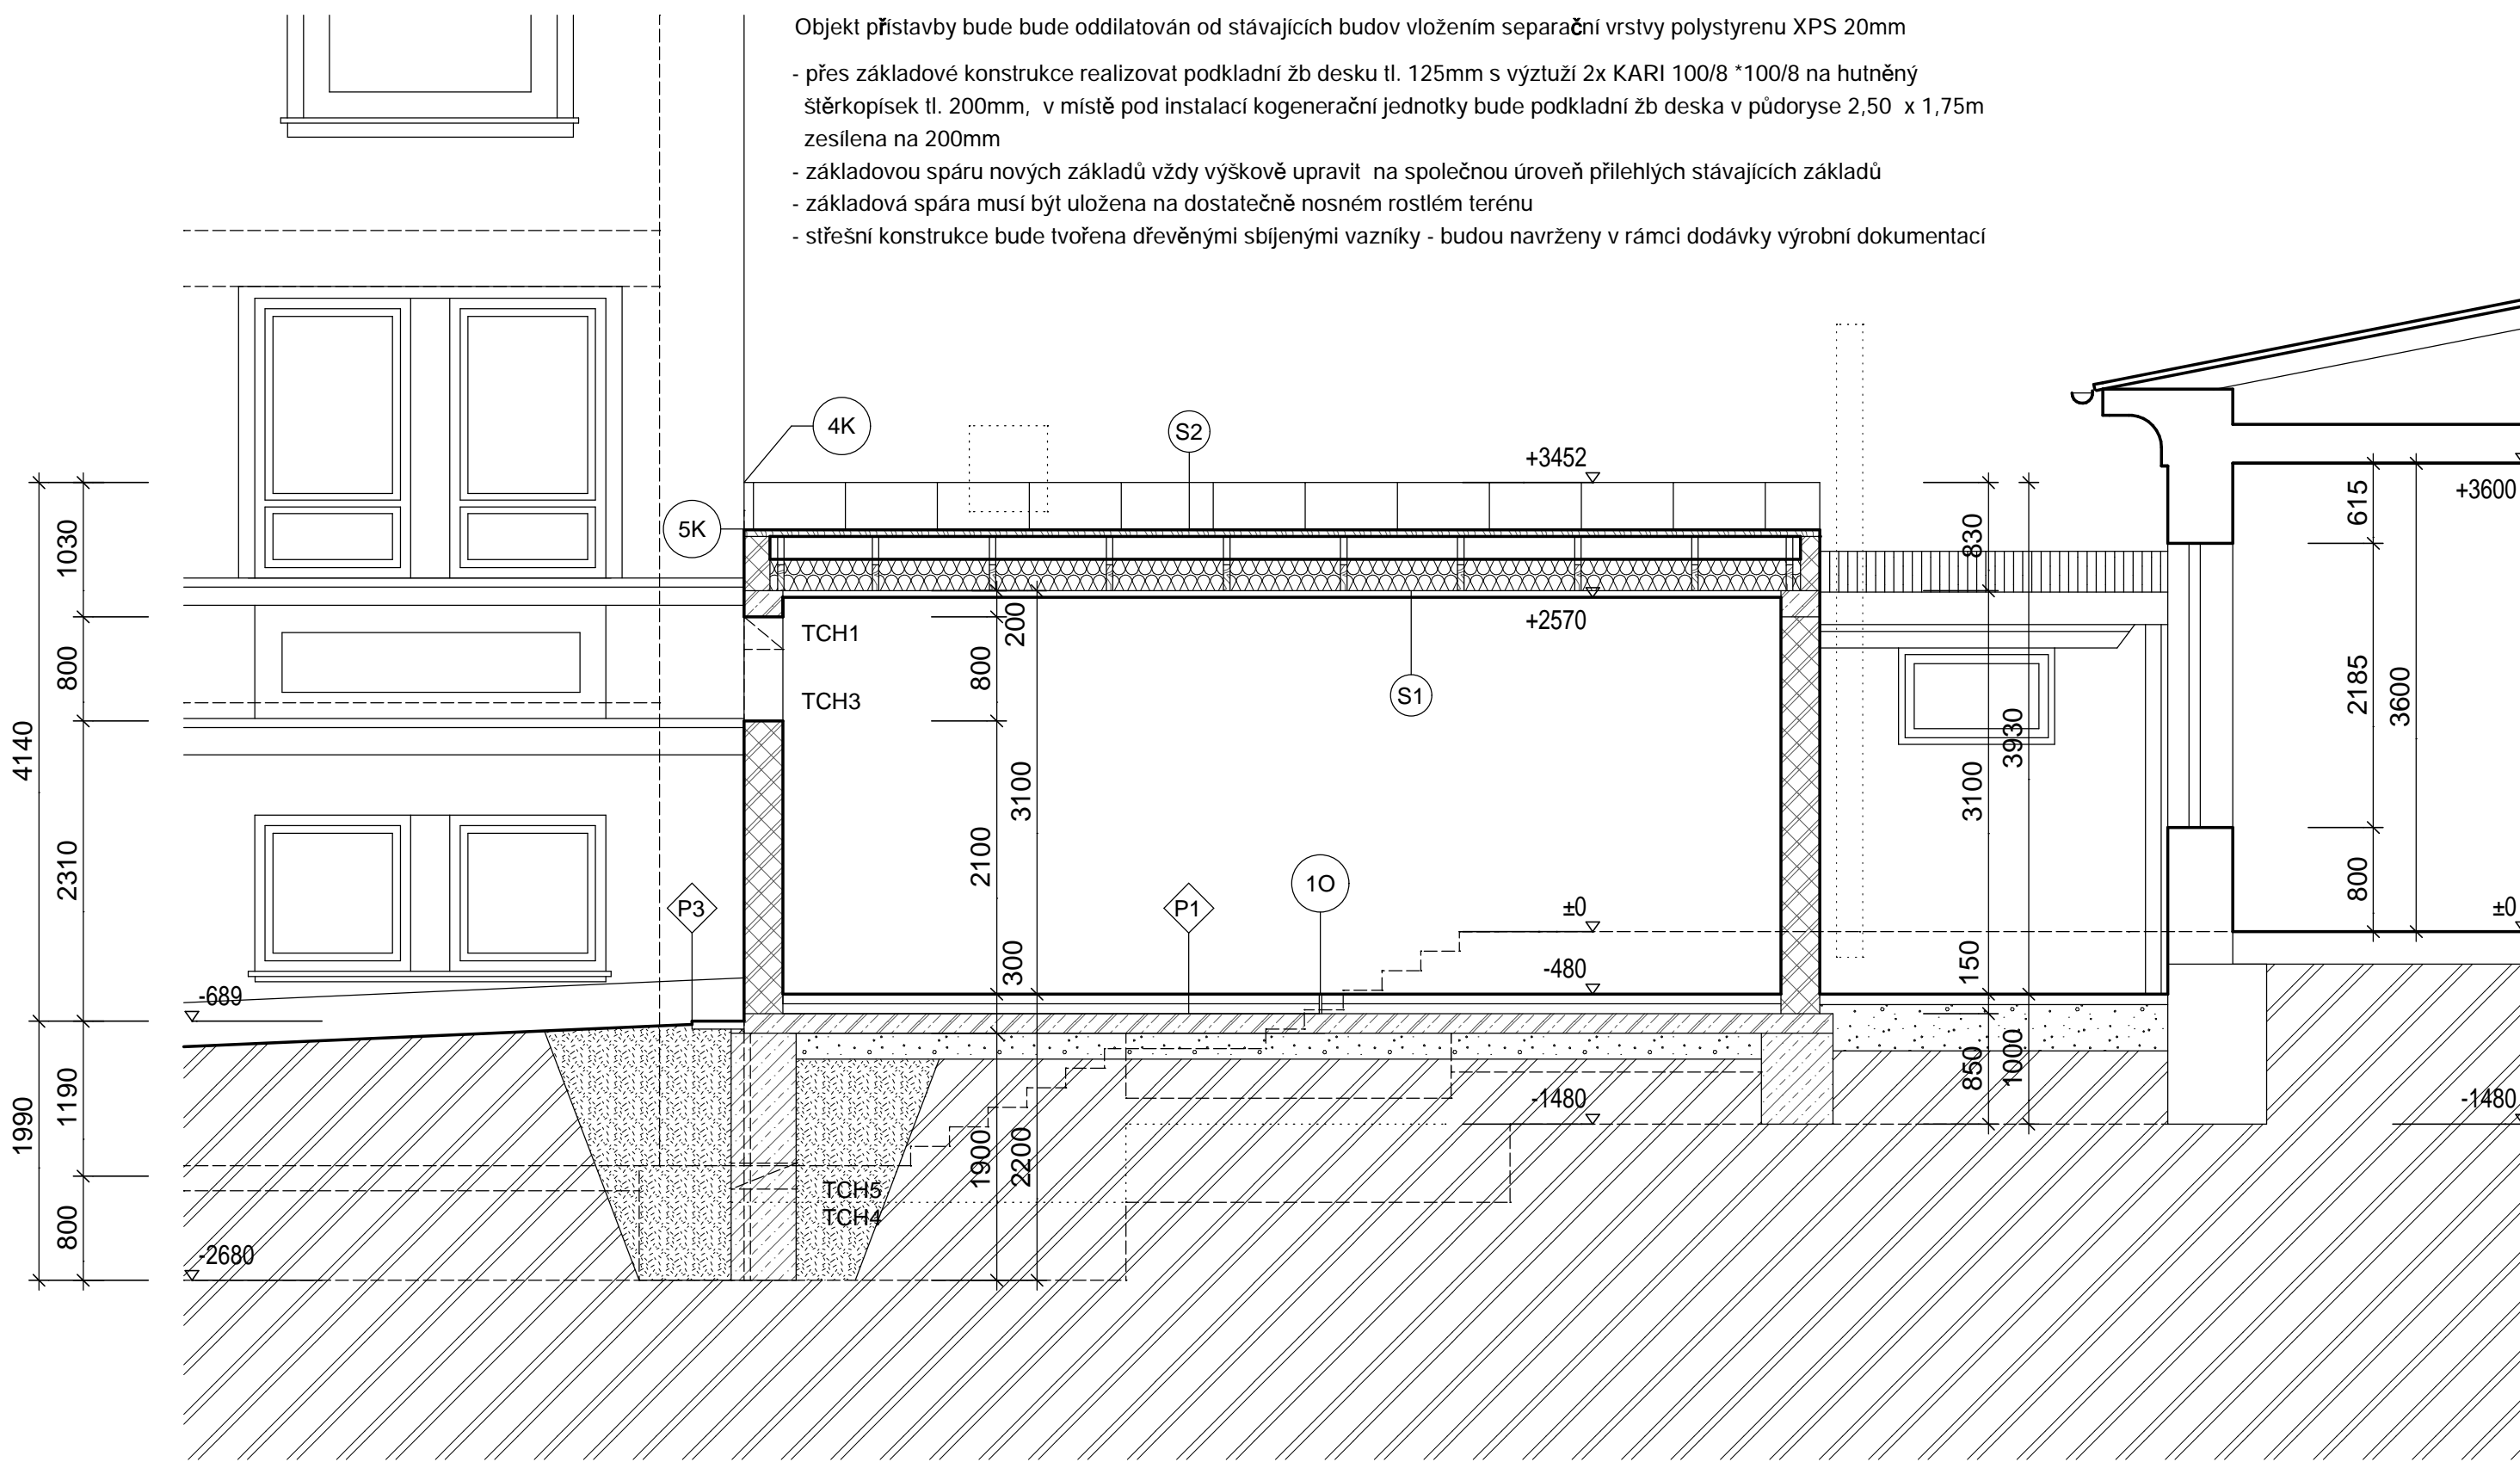 Objekt přístavby bude bude oddilatován od stávajících budov vložením separační vrstvy polystyrenu XPS 20mm
- přes základové konstrukce realizovat podkladní žb desku tl. 125mm s výztuží 2x KARI 100/8 *100/8 na hutněný
štěrkopísek tl. 200mm, v místě pod instalací kogenerační jednotky bude podkladní žb deska v půdoryse 2,50 x 1,75m
zesílena na 200mm
- základovou spáru nových základů vždy výškově upravit na společnou úroveň přilehlých stávajících základů
- základová spára musí být uložena na dostatečně nosném rostlém terénu
- střešní konstrukce bude tvořena dřevěnými sbíjenými vazníky - budou navrženy v rámci dodávky výrobní dokumentací
4K
S2
+3452
5K
+3600
1030
830
615
200
+2570
TCH1
800
800
TCH3
S1
2185
3600
4140
3930
3100
3100
2310
2100
800
1O
P3
P1
±0
±0
300
-480
150
-689
1190
850
1000
1990
-1480
-1480
1900
2200
TCH5
TCH4
800
-2680